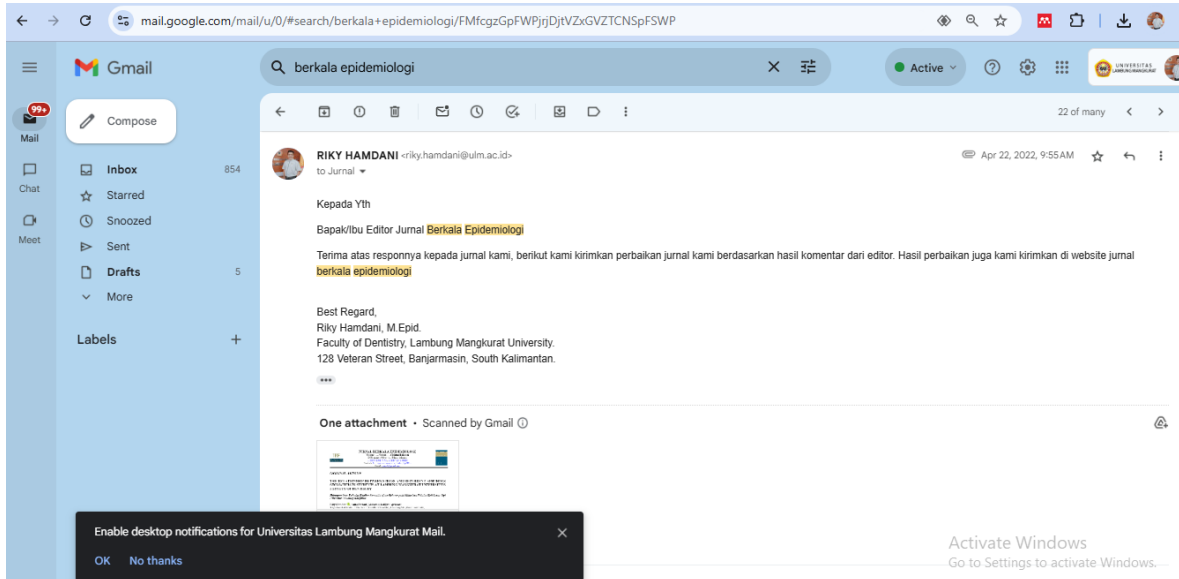 mail.google.com/mail/u/0/#search/berkala+epidemiologi/FMfcgzGpFWPjrjDjtVZxGVZTCNSpFSWP
Gmail
berkala epidemiologi
Active
UNIVERSITAS
LAMBUNG MANGKURAT
99+
Mail
Chat
Meet
Compose
Inbox 854
Starred
Snoozed
Sent
Drafts 5
More
Labels
22 of many
RIKY HAMDANI <riky.hamdani@ulm.ac.id>
Apr 22, 2022, 9:55 AM
to Jurnal
Kepada Yth
Bapak/Ibu Editor Jurnal Berkala Epidemiologi
Terima atas responnya kepada jurnal kami, berikut kami kirimkan perbaikan jurnal kami berdasarkan hasil komentar dari editor. Hasil perbaikan juga kami kirimkan di website jurnal
berkala epidemiologi
Best Regard,
Riky Hamdani, M.Epid.
Faculty of Dentistry, Lambung Mangkurat University.
128 Veteran Street, Banjarmasin, South Kalimantan.
One attachment • Scanned by Gmail
JURNAL BERKALA EPIDEMIOLOGI
Enable desktop notifications for Universitas Lambung Mangkurat Mail.
OK No thanks
Activate Windows
Go to Settings to activate Windows.